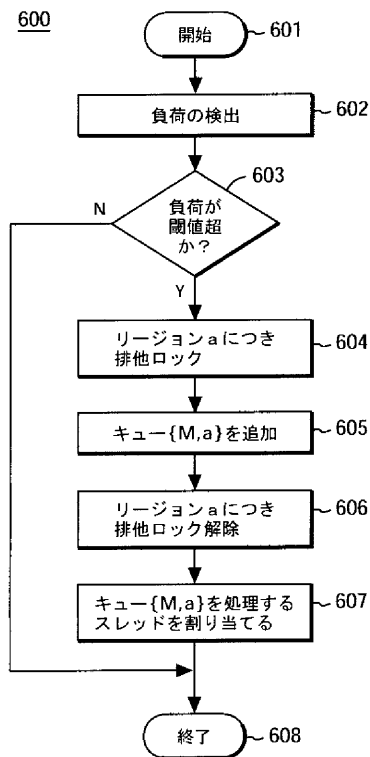 600
開始
601
負荷の検出
602
603
負荷が
閾値超
か？
N
Y
リージョンaにつき
排他ロック
604
キュー{M,a}を追加
605
リージョンaにつき
排他ロック解除
606
キュー{M,a}を処理する
スレッドを割り当てる
607
終了
608